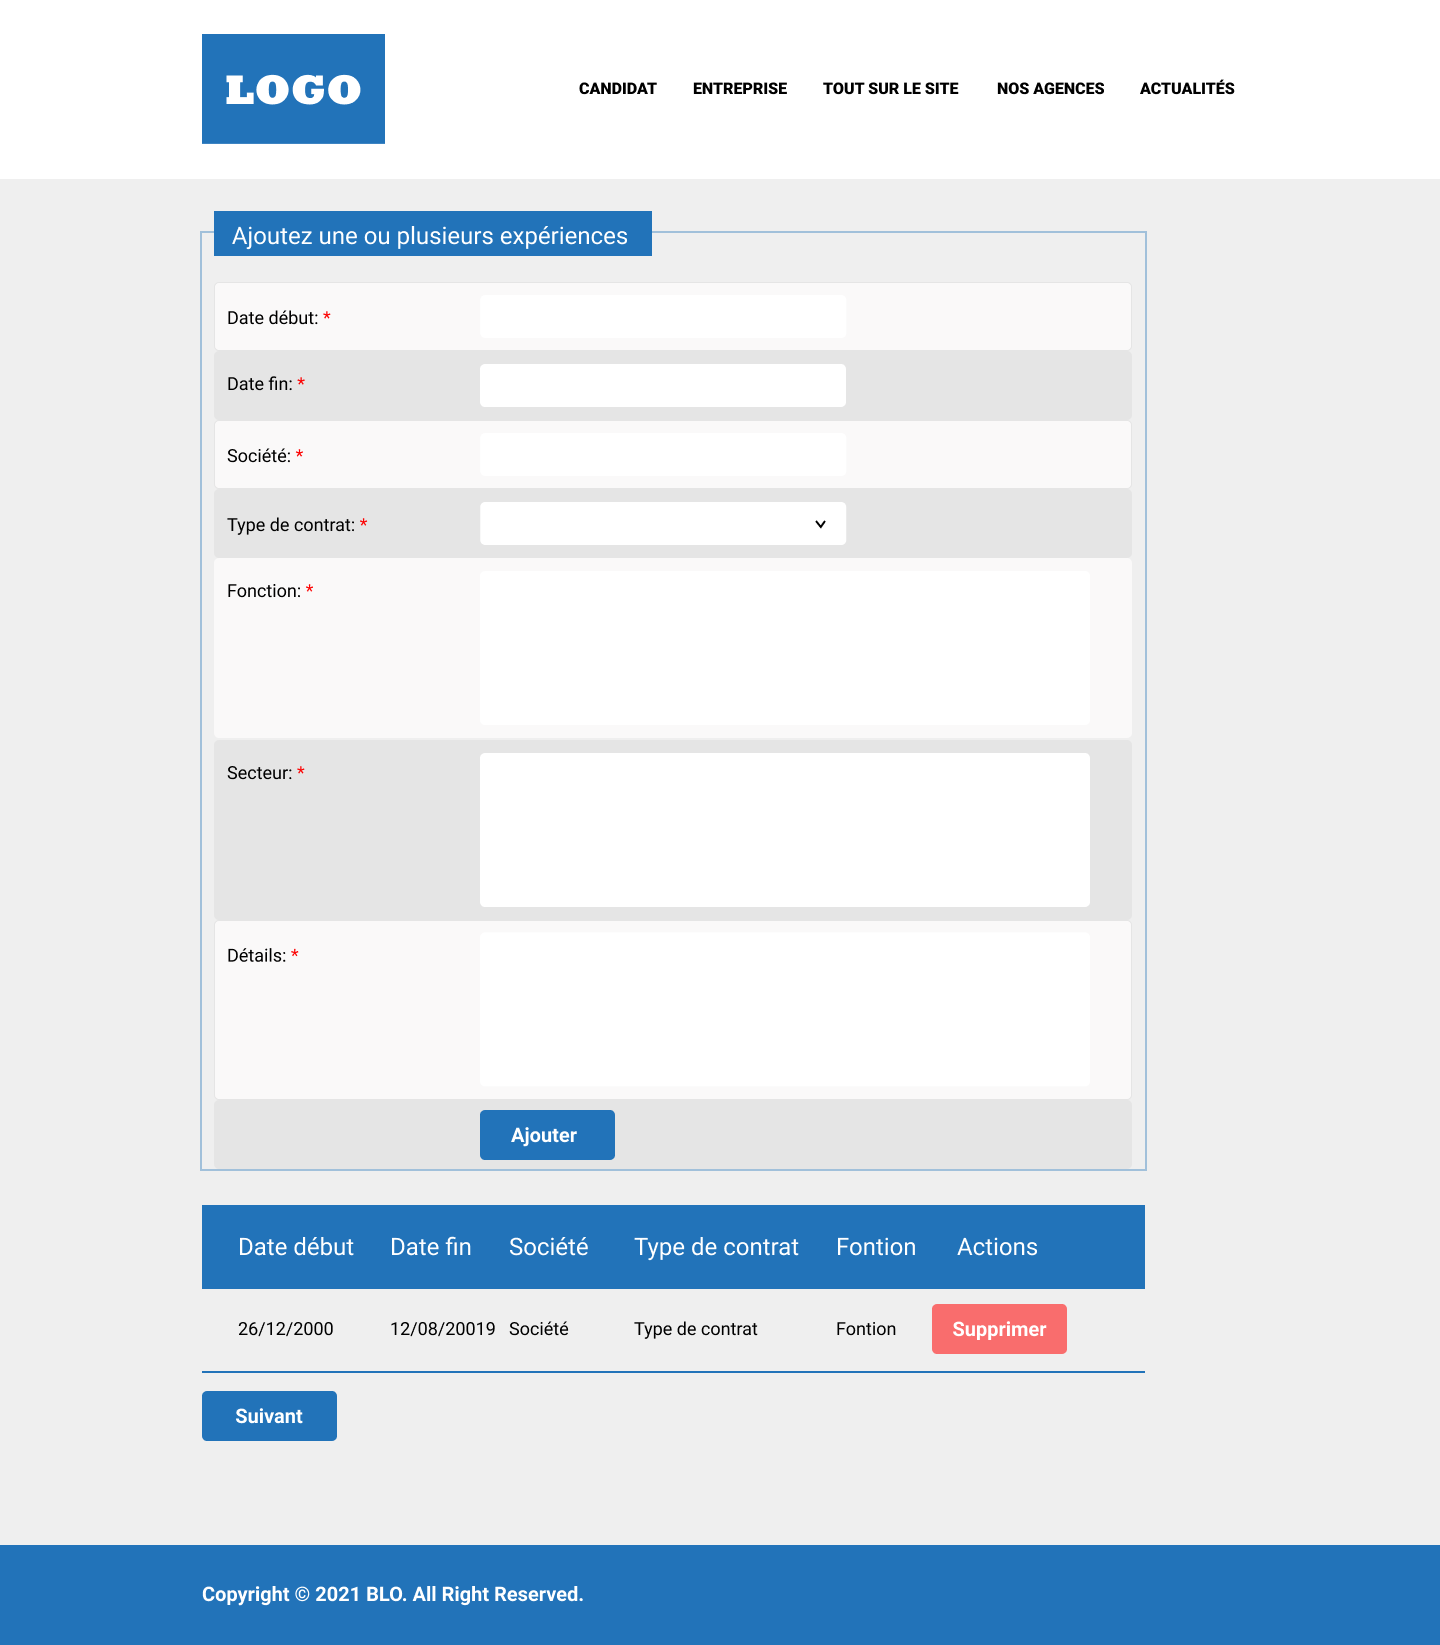 LOGO
CANDIDAT ENTREPRISE TOUT SUR LE SITE NOS AGENCES ACTUALITÉS
Ajoutez une ou plusieurs expériences
Date début: *
Date fin: *
Société: *
Type de contrat: *
Fonction: *
Secteur: *
Détails: *
Ajouter
Date début Date fin Société Type de contrat Fontion Actions
26/12/2000 12/08/20019 Société Type de contrat Fontion Supprimer
Suivant
Copyright © 2021 BLO. All Right Reserved.